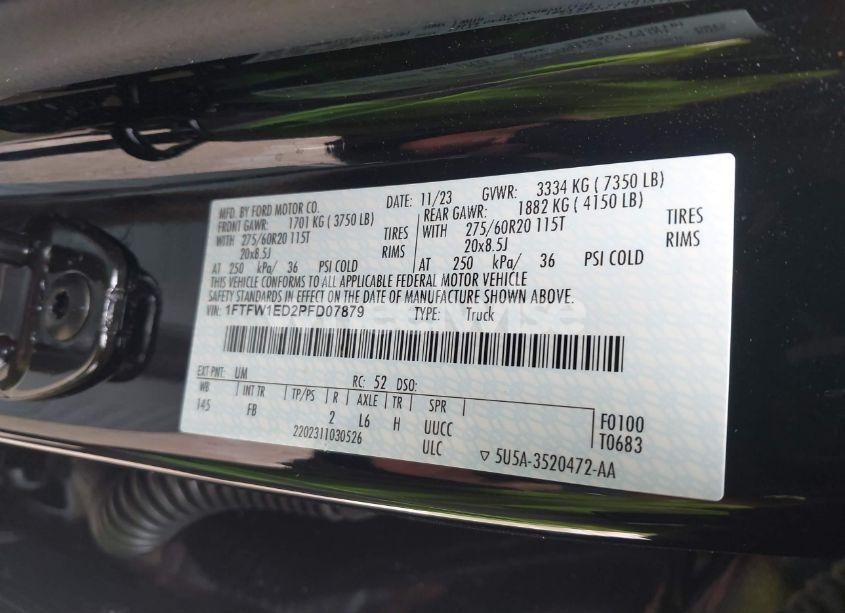 MFD. BY FORD MOTOR CO. DATE: 11/23 GVWR: 3334 KG ( 7350 LB)
FRONT GAWR: 1701 KG ( 3750 LB) REAR GAWR: 1882 KG ( 4150 LB)
WITH 275/60R20 115T TIRES WITH 275/60R20 115T TIRES
20x8.5J RIMS 20x8.5J RIMS
AT 250 kPa/ 36 PSI COLD AT 250 kPa/ 36 PSI COLD
THIS VEHICLE CONFORMS TO ALL APPLICABLE FEDERAL MOTOR VEHICLE
SAFETY STANDARDS IN EFFECT ON THE DATE OF MANUFACTURE SHOWN ABOVE.
VIN: 1FTFW1ED2PFD07879 TYPE: Truck
EXT PNT: UM RC: 52 DSO:
WB INT TR TP/PS R AXLE TR SPR
145 FB 2 L6 H UUCC F0100
2202311030526 ULC T0683
▽ 5U5A-3520472-AA